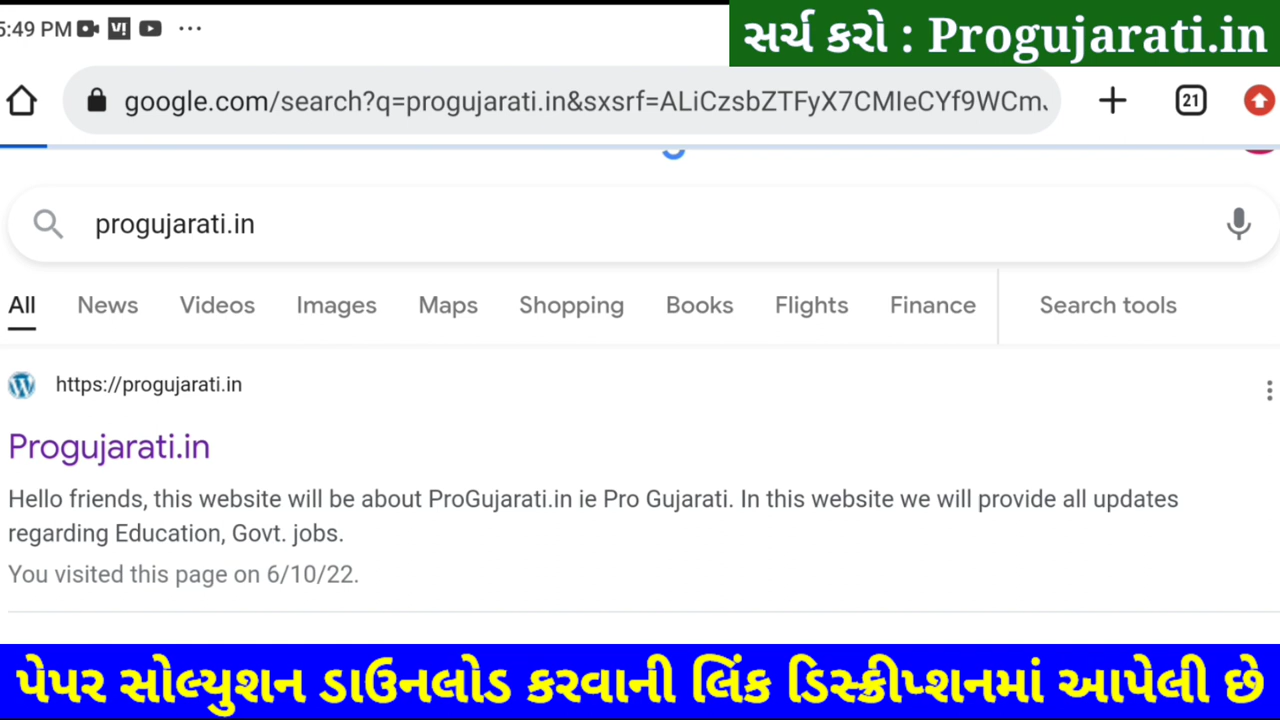 5:49 PM
સર્ચ કરો : Progujarati.in
google.com/search?q=progujarati.in&sxsrf=ALiCzsbZTFyX7CMIeCYf9WCm
21
progujarati.in
All News Videos Images Maps Shopping Books Flights Finance Search tools
https://progujarati.in
Progujarati.in
Hello friends, this website will be about ProGujarati.in ie Pro Gujarati. In this website we will provide all updates
regarding Education, Govt. jobs.
You visited this page on 6/10/22.
પેપર સોલ્યુશન ડાઉનલોડ કરવાની લિંક ડિસ્ક્રીપ્શનમાં આપેલી છે